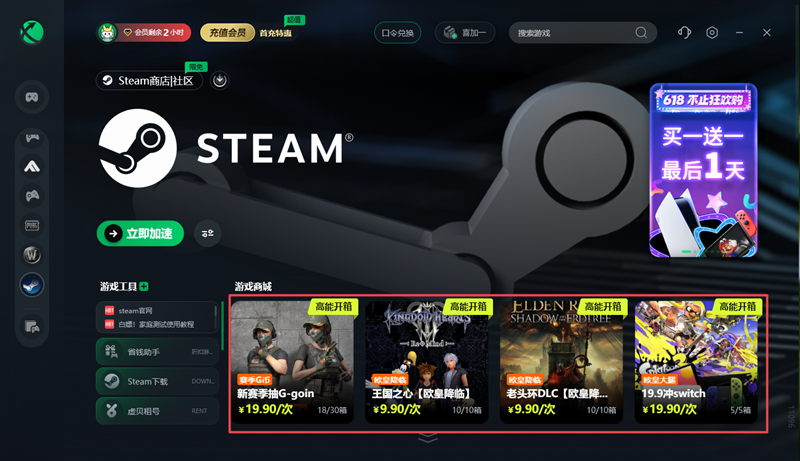 会员剩余2小时
充值会员
首充特惠
超值
口令兑换
喜加一
搜索游戏
Steam商店|社区
限免
STEAM®
618 不止狂欢购
买一送一
最后1天
立即加速
游戏工具
HOT steam官网
HOT 白嫖!家庭测试使用教程
省钱助手
折扣游...
Steam下载
DOWN...
虚贝租号
RENT
游戏商城
高能开箱
赛季G币
新赛季抽G-goin
¥19.90/次
18/30箱
高能开箱
KINGDOM HEARTS
III
Re Mind
欧皇降临
王国之心【欧皇降临】
¥9.90/次
10/10箱
高能开箱
ELDEN RING
SHADOW OF THE ERDTREE
欧皇降临
老头环DLC【欧皇降...
¥9.90/次
10/10箱
高能开箱
欧皇大腿
19.9冲switch
¥19.90/次
5/5箱